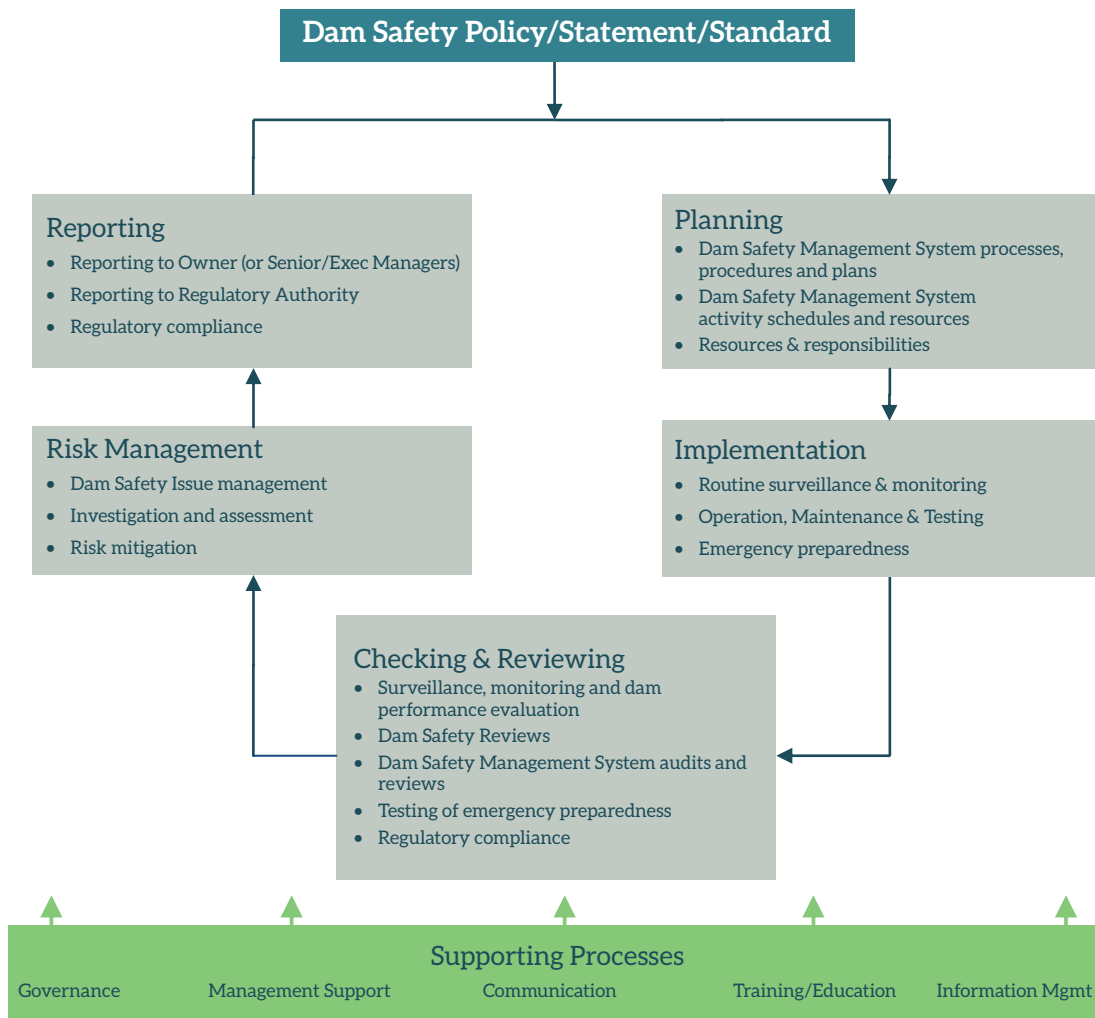 Dam Safety Policy/Statement/Standard
Reporting
• Reporting to Owner (or Senior/Exec Managers)
• Reporting to Regulatory Authority
• Regulatory compliance
Planning
• Dam Safety Management System processes,
procedures and plans
• Dam Safety Management System
activity schedules and resources
• Resources & responsibilities
Risk Management
• Dam Safety Issue management
• Investigation and assessment
• Risk mitigation
Implementation
• Routine surveillance & monitoring
• Operation, Maintenance & Testing
• Emergency preparedness
Checking & Reviewing
• Surveillance, monitoring and dam
performance evaluation
• Dam Safety Reviews
• Dam Safety Management System audits and
reviews
• Testing of emergency preparedness
• Regulatory compliance
Supporting Processes
Governance Management Support Communication Training/Education Information Mgmt